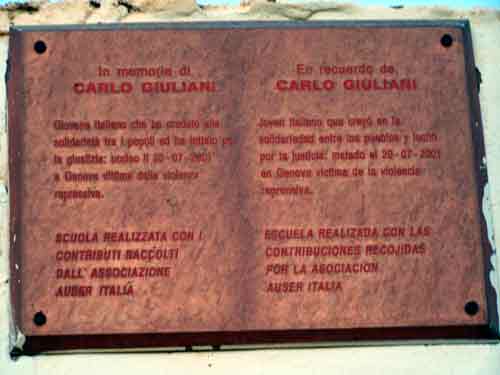 In memoria di
CARLO GIULIANI
Giovane italiano che ha creduto alla
solidarietà tra i popoli ed ha lottato per
la giustizia: ucciso il 20-07-2001
a Genova vittima della violenza
repressiva.
SCUOLA REALIZZATA CON I
CONTRIBUTI RACCOLTI
DALL' ASSOCIAZIONE
AUSER ITALIA
En recuerdo de
CARLO GIULIANI
Joven italiano que creyó en la
solidariedad entre los pueblos y luchó
por la justicia: matado el 20-07-2001
en Genova victima de la violencia
represiva.
ESCUELA REALIZADA CON LAS
CONTRIBUCIONES RECOJIDAS
POR LA ASOCIACION
AUSER ITALIA